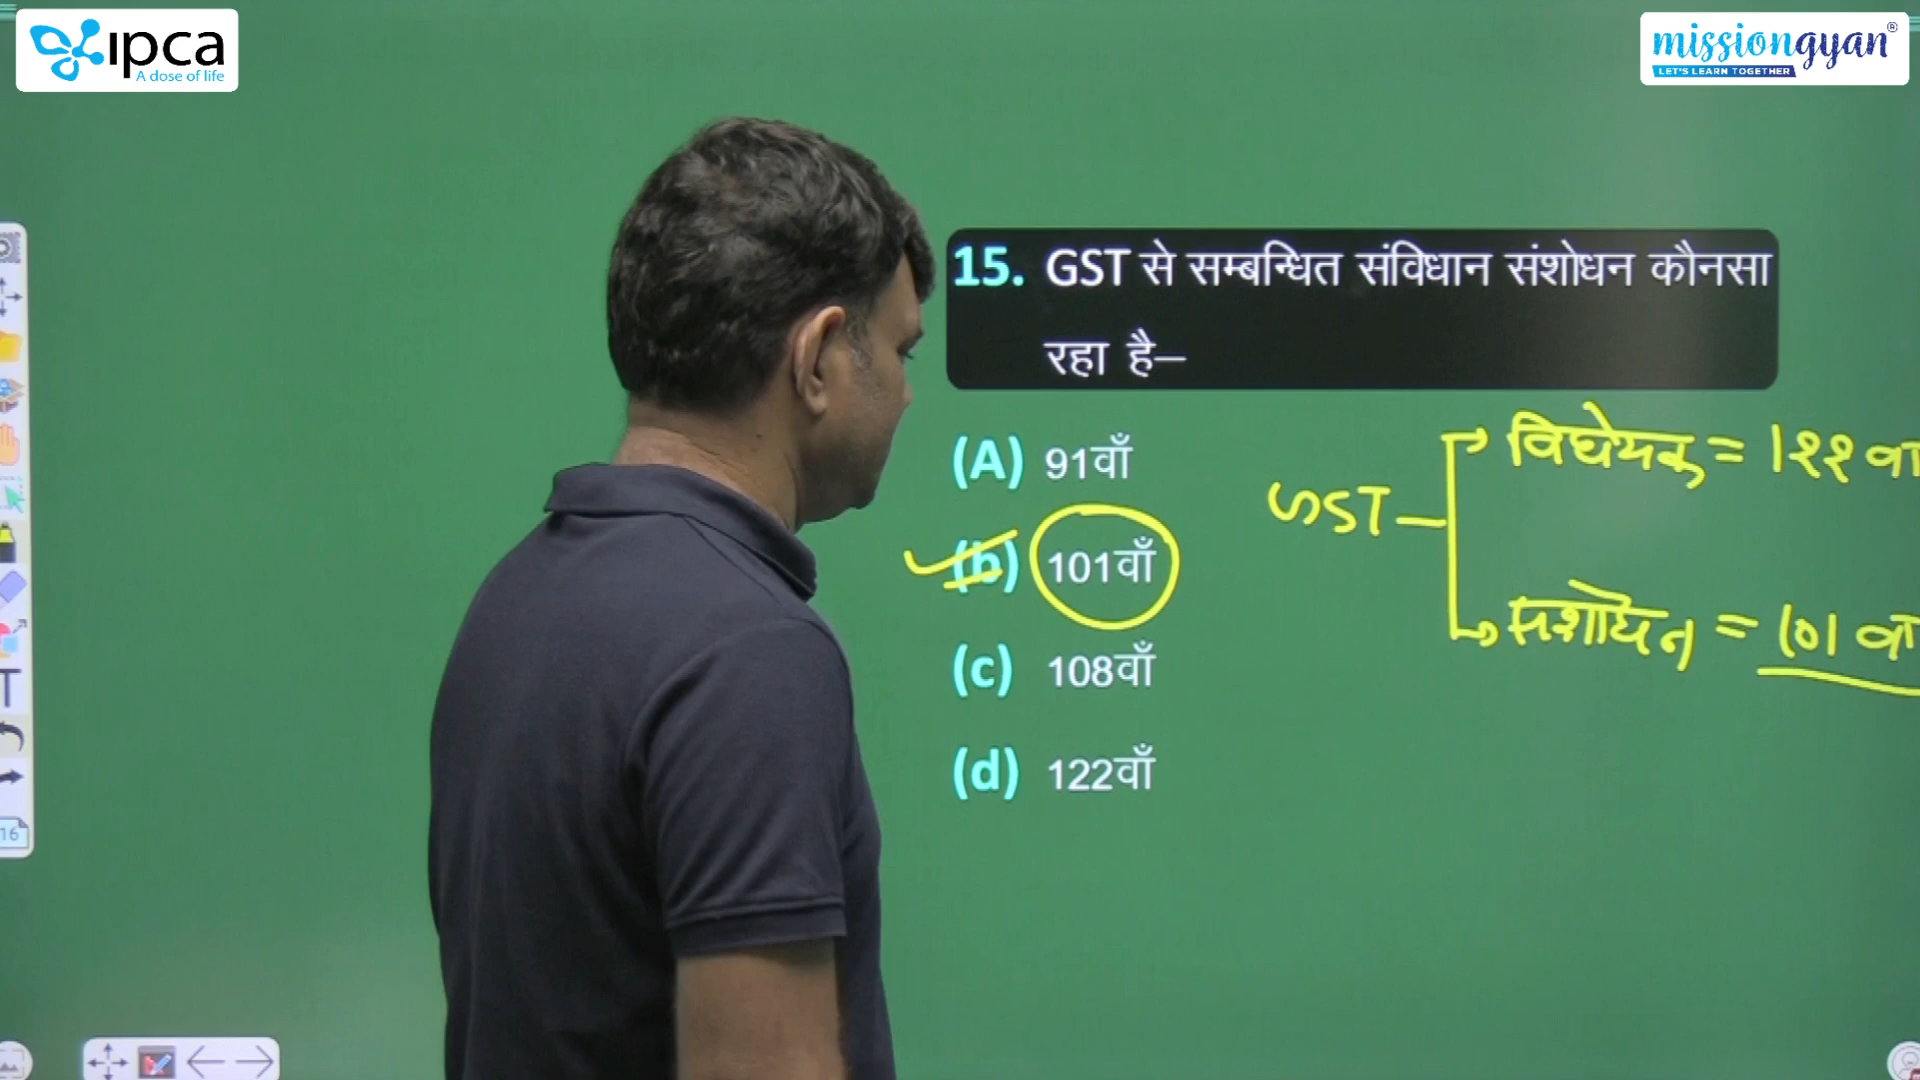 ipca
A dose of life
missiongyan®
LET'S LEARN TOGETHER
15. GST से सम्बन्धित संविधान संशोधन कौनसा
रहा है–
(A) 91वाँ
(b) 101वाँ
(c) 108वाँ
(d) 122वाँ
GST
विधेयक = 122 वा
संशोधन = 101 वा
16